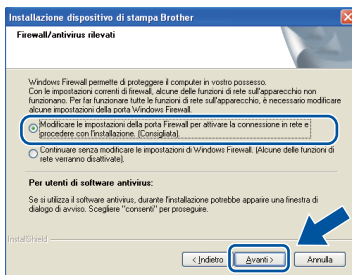 Installazione dispositivo di stampa Brother
Firewall/antivirus rilevati
Windows Firewall permette di proteggere il computer in vostro possesso.
Con le impostazioni correnti di firewall, alcune delle funzioni di rete sull'apparecchio non
funzionano. Per far funzionare tutte le funzioni di rete sull'apparecchio, è necessario modificare
alcune impostazioni della porta Windows Firewall.
Modificare le impostazioni della porta Firewall per attivare la connessione in rete e
procedere con l'installazione. (Consigliata).
Continuare senza modificare le impostazioni di Windows Firewall. (Alcune delle funzioni di
rete verranno disattivate).
Per utenti di software antivirus:
Se si utilizza il software antivirus, durante l'installazione potrebbe apparire una finestra di
dialogo di avviso. Scegliere "consenti" per proseguire.
InstallShield
< Indietro
Avanti >
Annulla